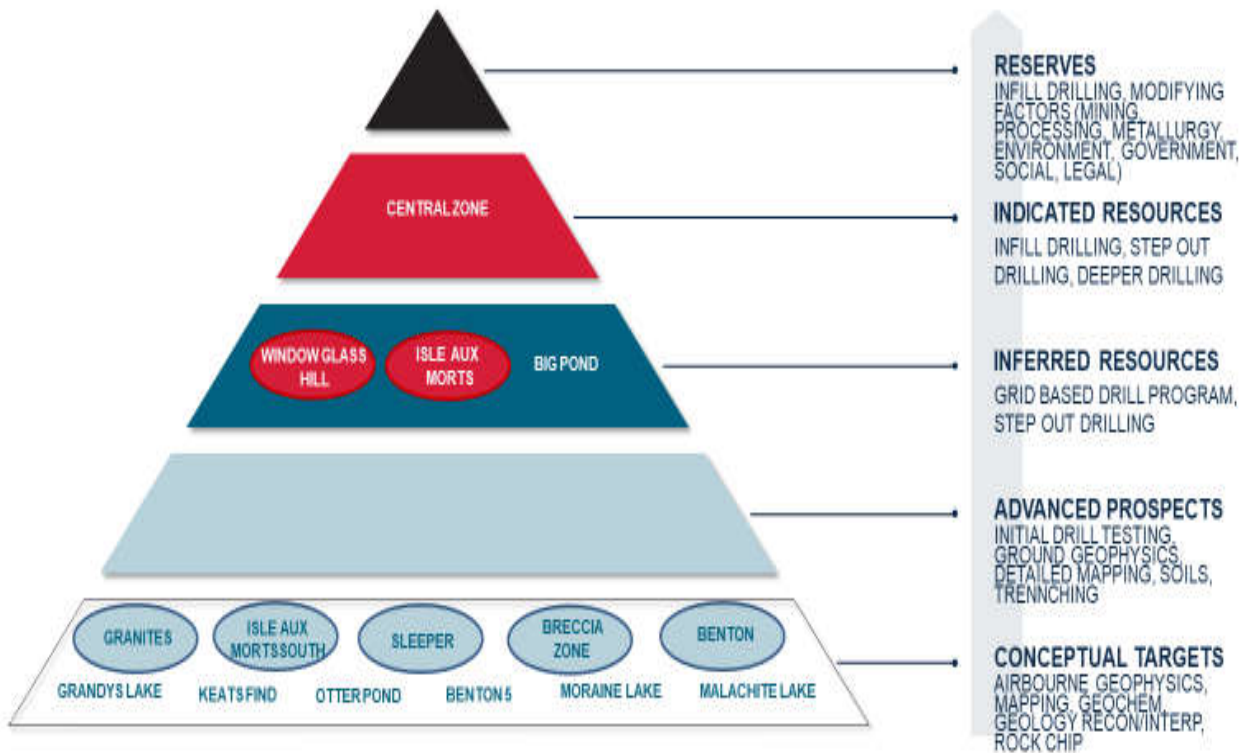 RESERVES
INFILL DRILLING, MODIFYING
FACTORS (MINING,
PROCESSING, METALLURGY,
ENVIRONMENT, GOVERNMENT,
SOCIAL, LEGAL)
CENTRAL ZONE
INDICATED RESOURCES
INFILL DRILLING, STEP OUT
DRILLING, DEEPER DRILLING
WINDOW GLASS
HILL
ISLE AUX
MORTS
BIG POND
INFERRED RESOURCES
GRID BASED DRILL PROGRAM,
STEP OUT DRILLING
ADVANCED PROSPECTS
INITIAL DRILL TESTING,
GROUND GEOPHYSICS,
DETAILED MAPPING, SOILS,
TRENNCHING
GRANITES
ISLE AUX
MORTS SOUTH
SLEEPER
BRECCIA
ZONE
BENTON
GRANDYS LAKE
KEATS FIND
OTTER POND
BENTON 5
MORAINE LAKE
MALACHITE LAKE
CONCEPTUAL TARGETS
AIRBOURNE GEOPHYSICS,
MAPPING, GEOCHEM,
GEOLOGY RECON/INTERP,
ROCK CHIP